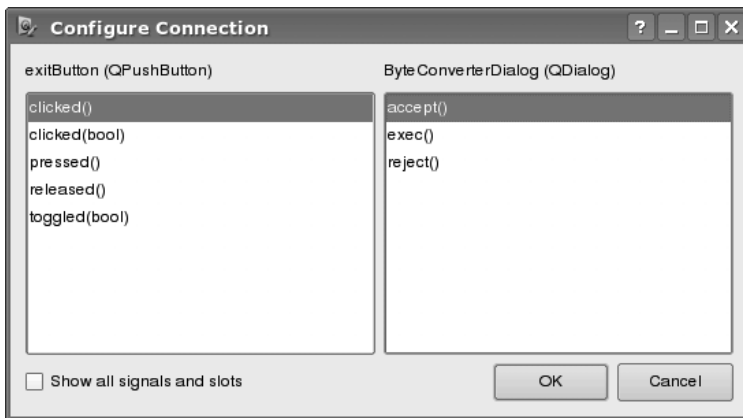 Configure Connection
exitButton (QPushButton)
ByteConverterDialog (QDialog)
clicked()
clicked(bool)
pressed()
released()
toggled(bool)
accept()
exec()
reject()
Show all signals and slots
OK
Cancel